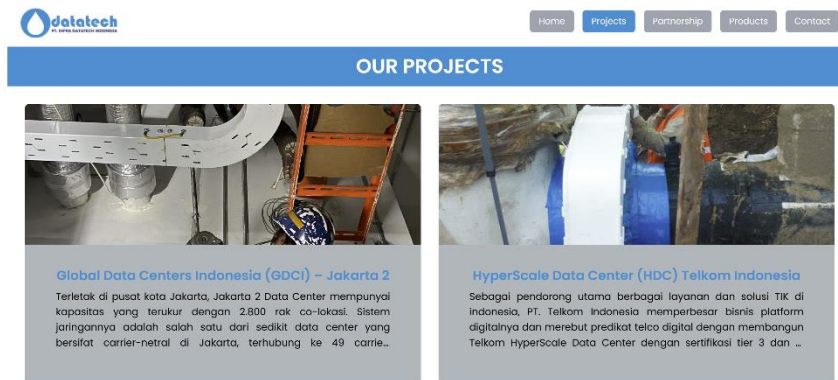 datatech
PT. INFRA DATATECH INDONESIA
Home Projects Partnership Products Contact
OUR PROJECTS
Global Data Centers Indonesia (GDCI) – Jakarta 2
Terletak di pusat kota Jakarta, Jakarta 2 Data Center mempunyai
kapasitas yang terukur dengan 2.800 rak co-lokasi. Sistem
jaringannya adalah salah satu dari sedikit data center yang
bersifat carrier-netral di Jakarta, terhubung ke 49 carrie...
HyperScale Data Center (HDC) Telkom Indonesia
Sebagai pendorong utama berbagai layanan dan solusi TIK di
indonesia, PT. Telkom Indonesia memperbesar bisnis platform
digitalnya dan merebut predikat telco digital dengan membangun
Telkom HyperScale Data Center dengan sertifikasi tier 3 dan ...